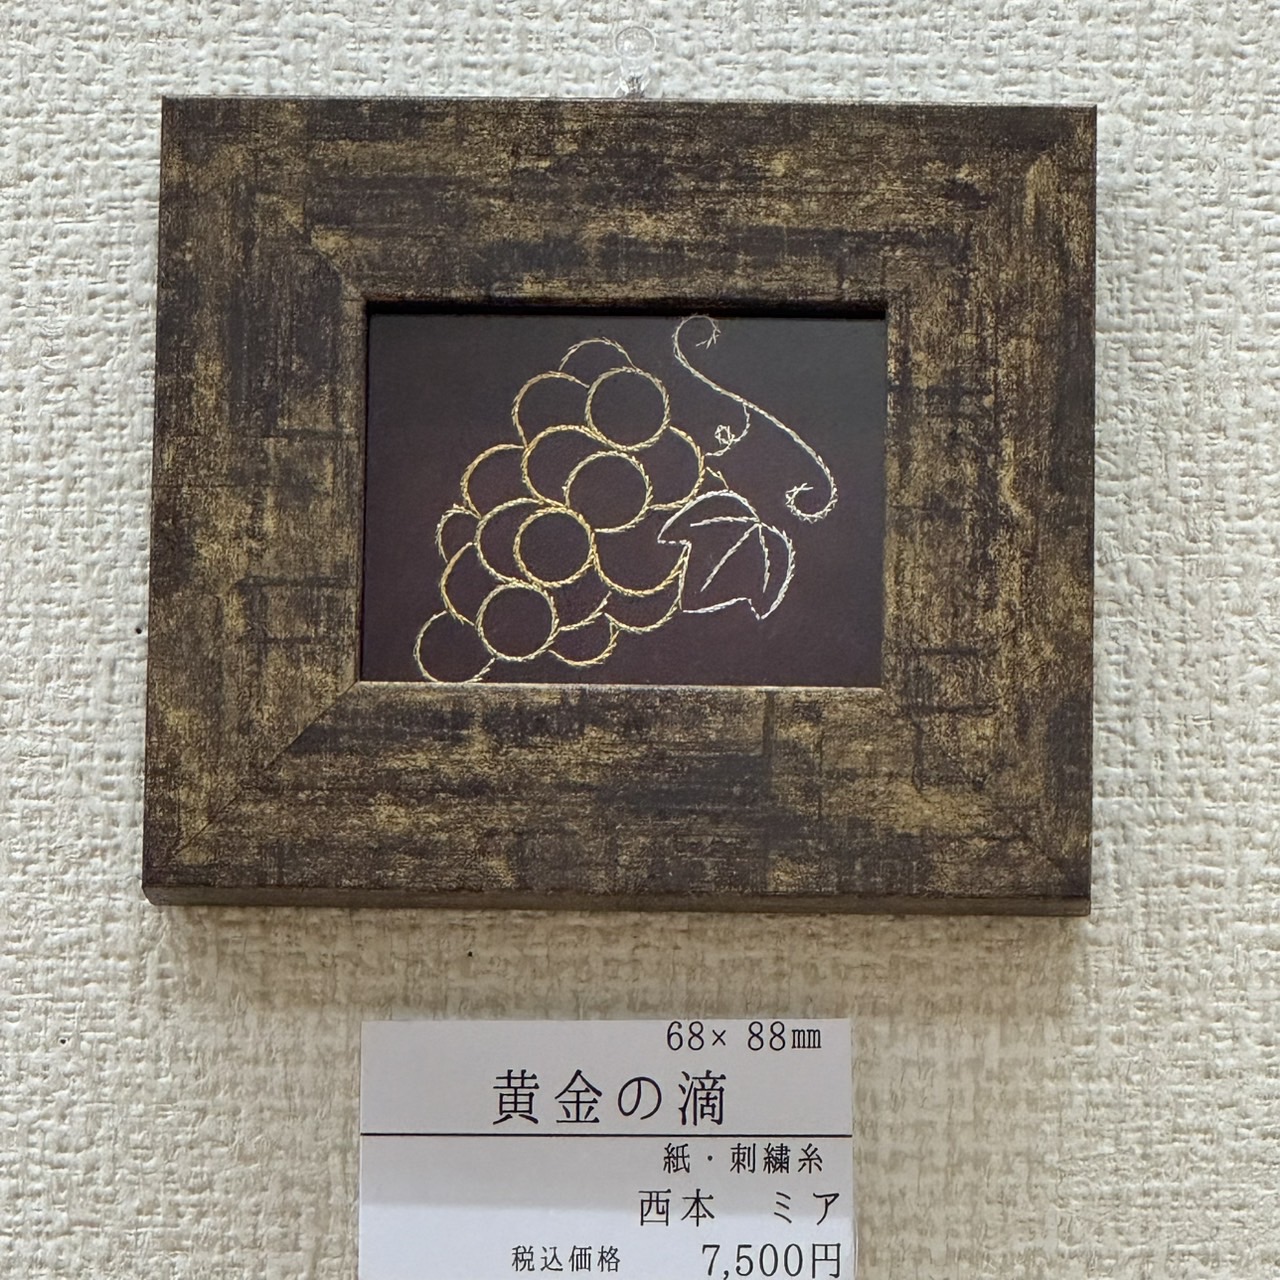 68× 88㎜
黄金の滴
紙・刺繍糸
西本　ミア
税込価格　7,500円